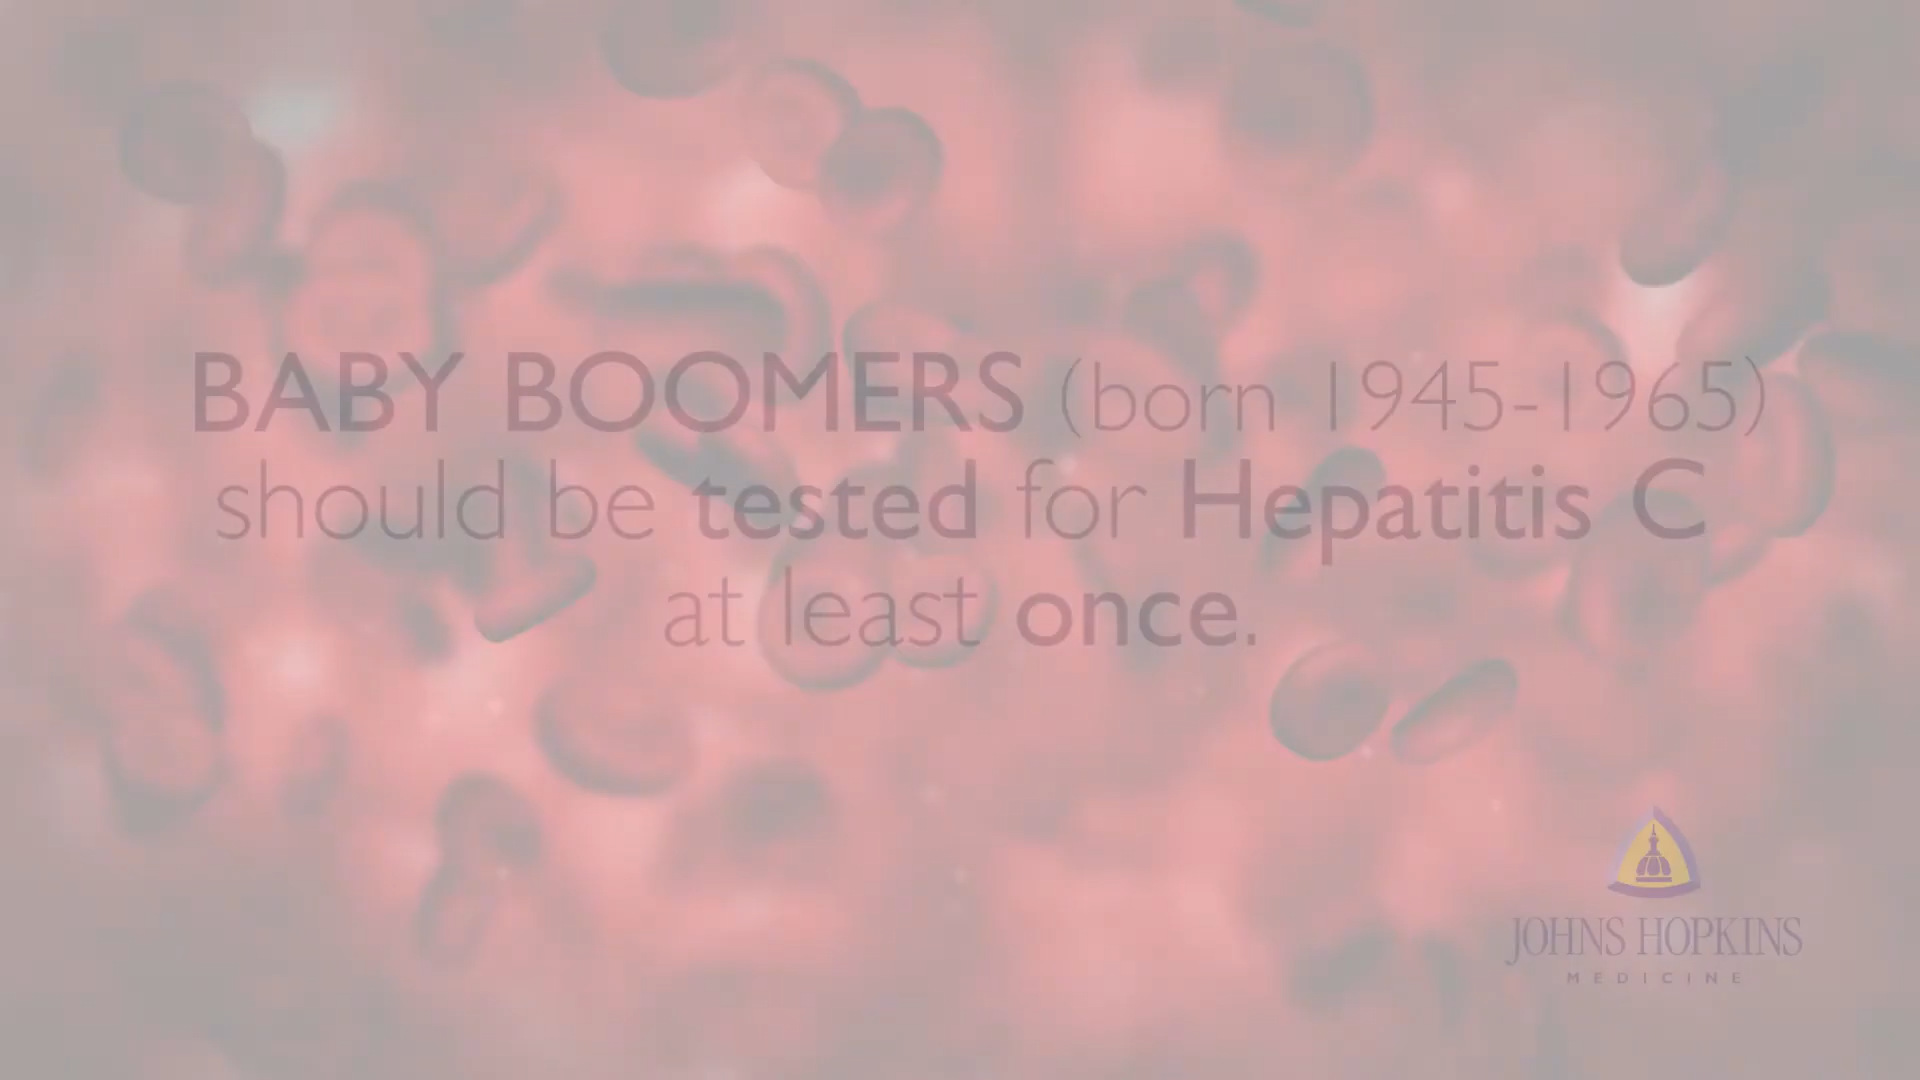 BABY BOOMERS (born 1945-1965)
should be tested for Hepatitis C
at least once.
JOHNS HOPKINS
MEDICINE